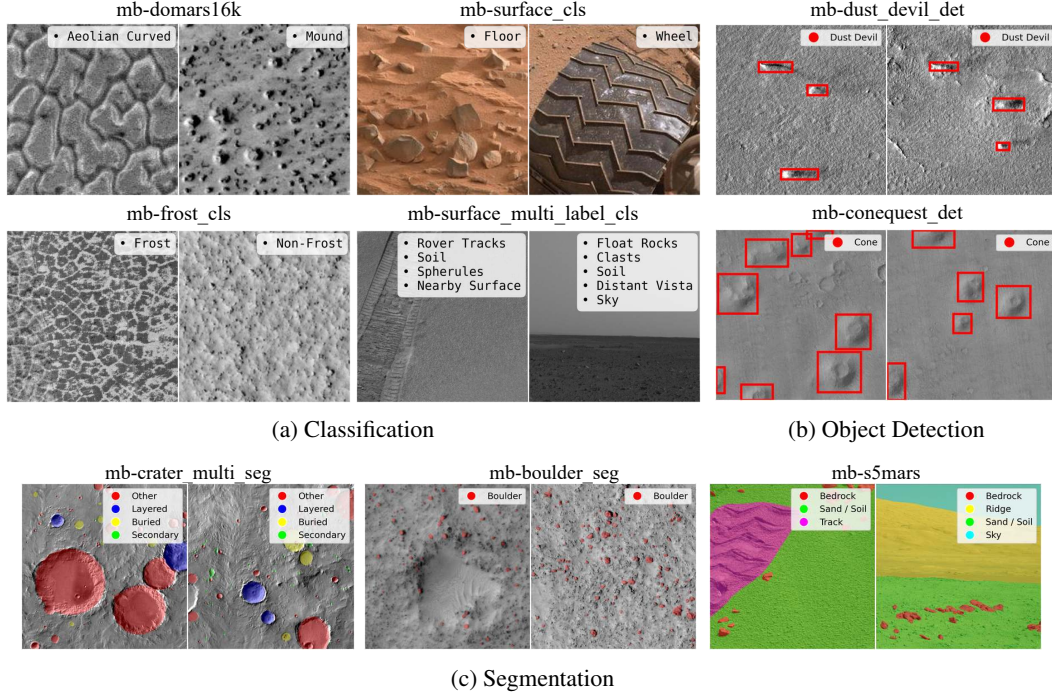 mb-domars16k
• Aeolian Curved
• Mound
mb-surface_cls
• Floor
• Wheel
mb-dust_devil_det
Dust Devil
Dust Devil
mb-frost_cls
• Frost
• Non-Frost
mb-surface_multi_label_cls
• Rover Tracks
• Soil
• Spherules
• Nearby Surface
• Float Rocks
• Clasts
• Soil
• Distant Vista
• Sky
mb-conequest_det
Cone
Cone
(a) Classification
(b) Object Detection
mb-crater_multi_seg
Other
Layered
Buried
Secondary
Other
Layered
Buried
Secondary
mb-boulder_seg
Boulder
Boulder
mb-s5mars
Bedrock
Sand / Soil
Track
Bedrock
Ridge
Sand / Soil
Sky
(c) Segmentation